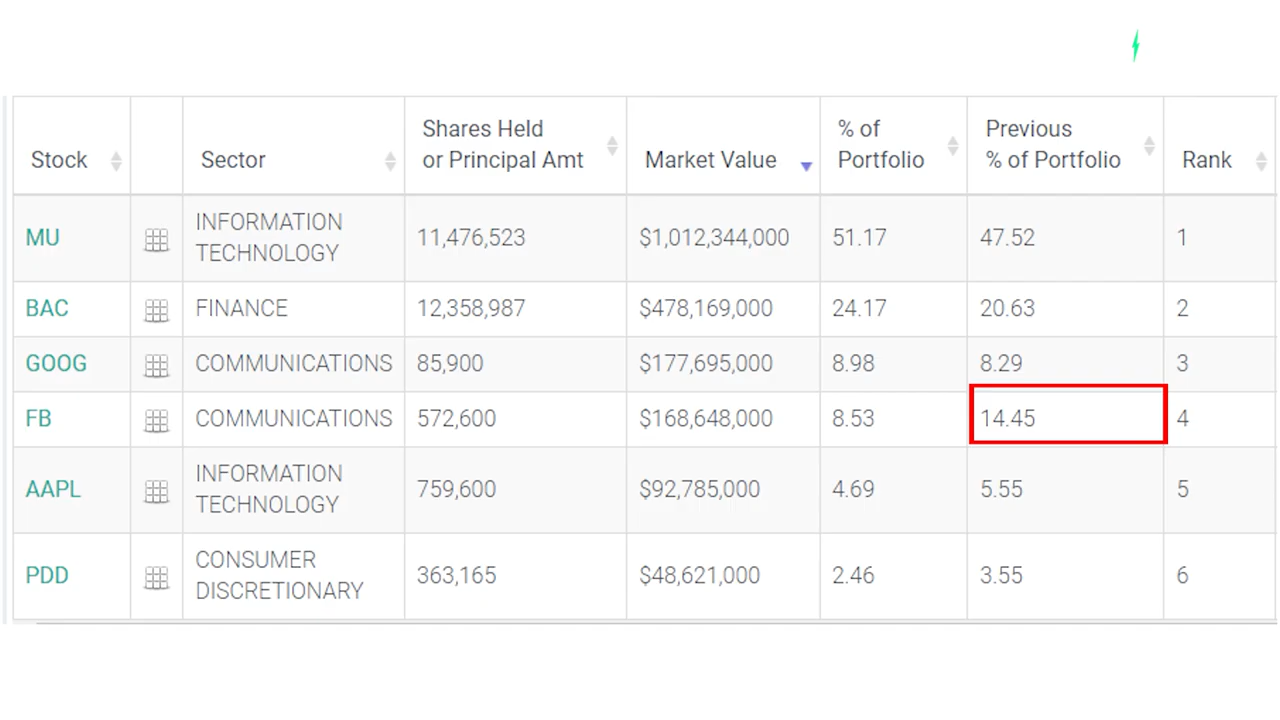 Stock Sector Shares Held or Principal Amt Market Value % of Portfolio Previous % of Portfolio Rank
MU INFORMATION TECHNOLOGY 11,476,523 $1,012,344,000 51.17 47.52 1
BAC FINANCE 12,358,987 $478,169,000 24.17 20.63 2
GOOG COMMUNICATIONS 85,900 $177,695,000 8.98 8.29 3
FB COMMUNICATIONS 572,600 $168,648,000 8.53 14.45 4
AAPL INFORMATION TECHNOLOGY 759,600 $92,785,000 4.69 5.55 5
PDD CONSUMER DISCRETIONARY 363,165 $48,621,000 2.46 3.55 6